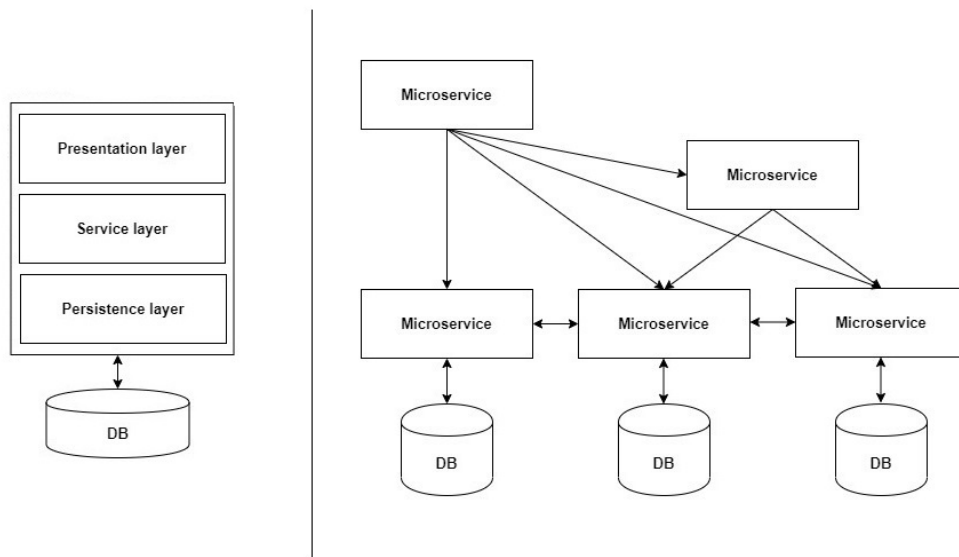 Presentation layer
Service layer
Persistence layer
DB
Microservice
Microservice
Microservice
Microservice
Microservice
DB
DB
DB